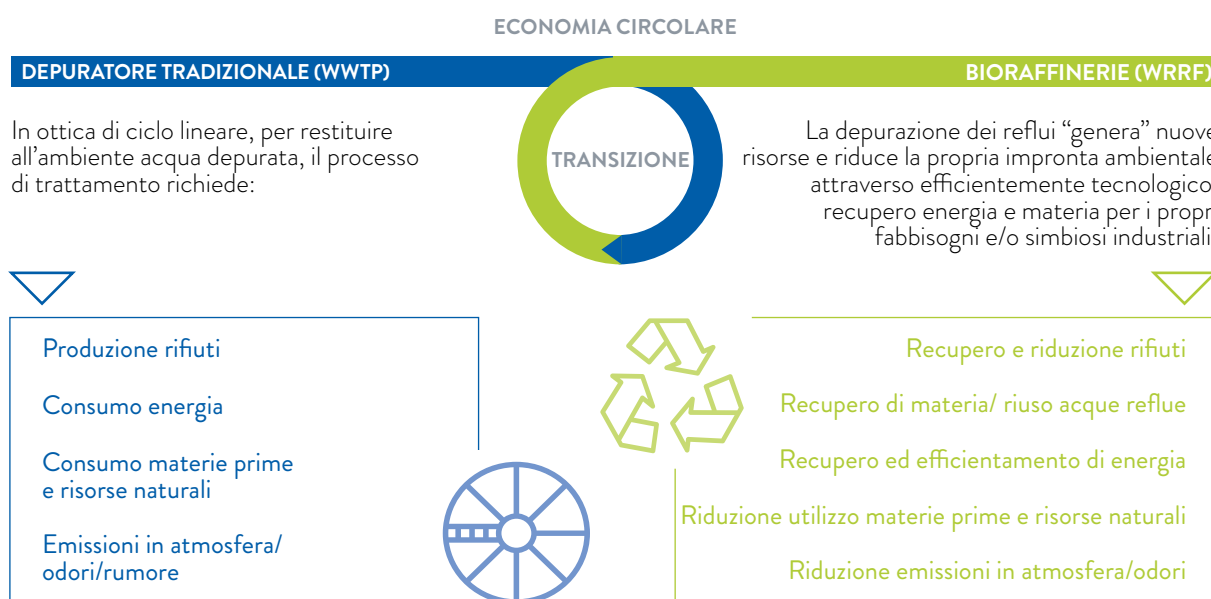 ECONOMIA CIRCOLARE
DEPURATORE TRADIZIONALE (WWTP)
BIORAFFINERIE (WRRF)
In ottica di ciclo lineare, per restituire
all’ambiente acqua depurata, il processo
di trattamento richiede:
TRANSIZIONE
La depurazione dei reflui “genera” nuove
risorse e riduce la propria impronta ambientale
attraverso efficientemente tecnologico
recupero energia e materia per i propr
fabbisogni e/o simbiosi industriali
Produzione rifiuti
Consumo energia
Consumo materie prime
e risorse naturali
Emissioni in atmosfera/
odori/rumore
Recupero e riduzione rifiuti
Recupero di materia/ riuso acque reflue
Recupero ed efficientamento di energia
Riduzione utilizzo materie prime e risorse naturali
Riduzione emissioni in atmosfera/odori